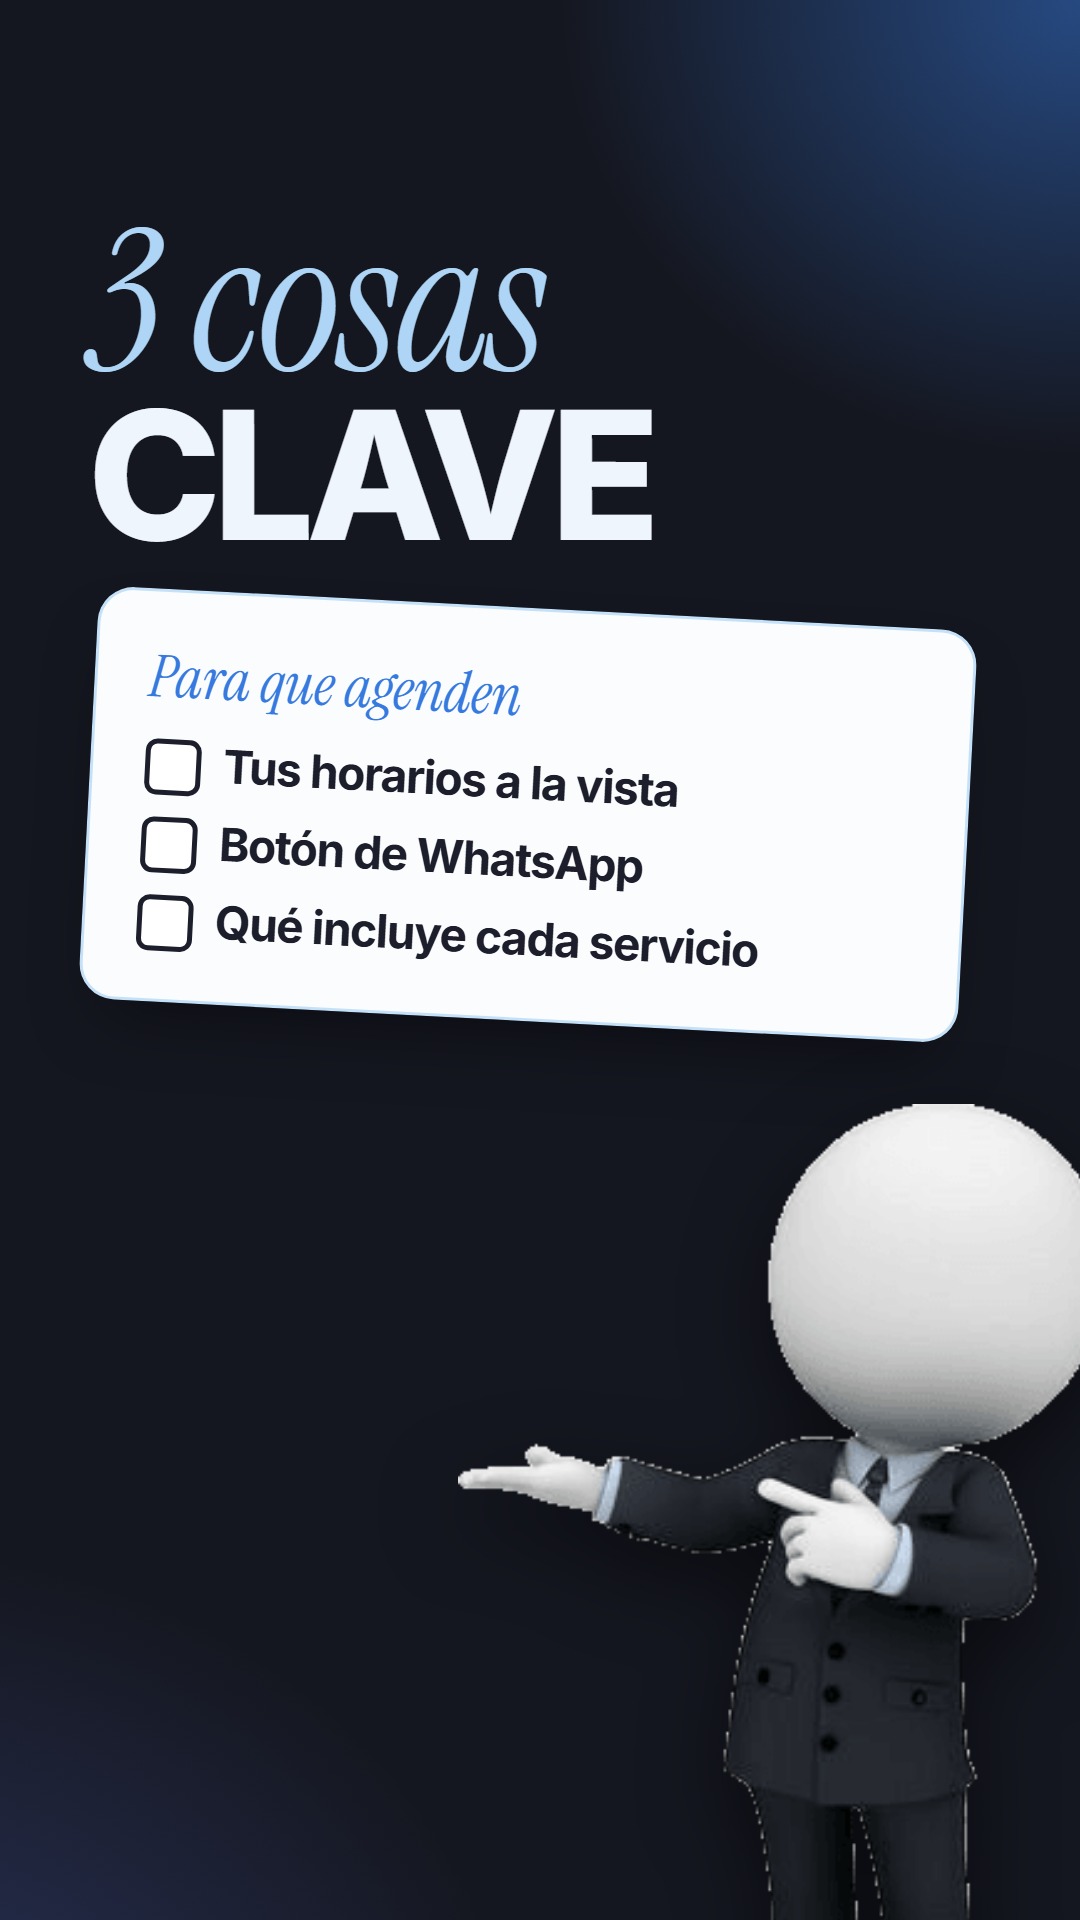 3 cosas
CLAVE
Para que agenden
Tus horarios a la vista
Botón de WhatsApp
Qué incluye cada servicio